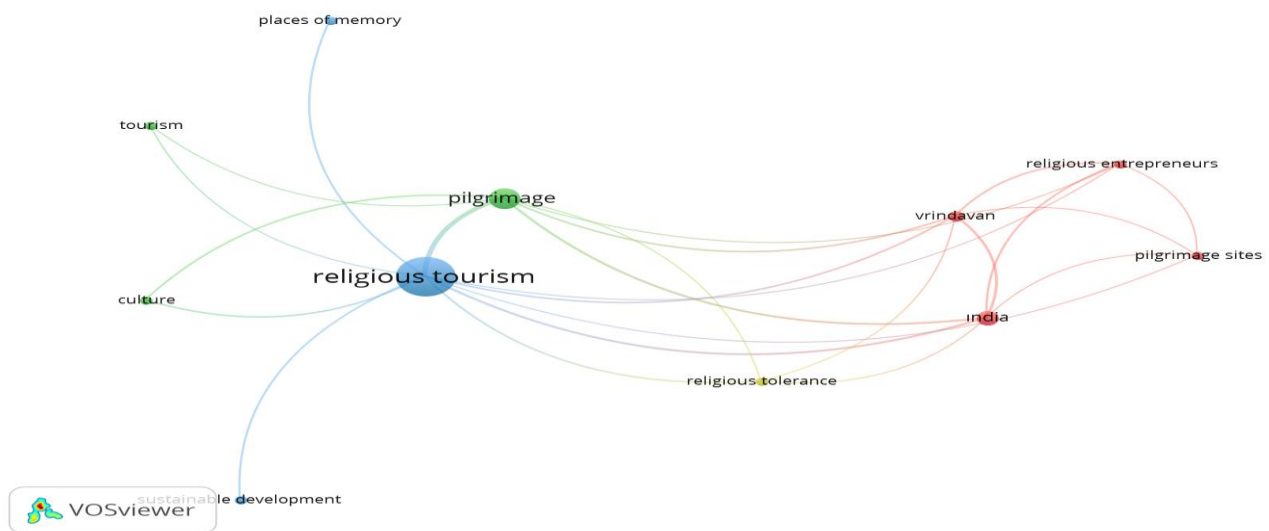 places of memory
tourism
religious entrepreneurs
pilgrimage
vrindavan
pilgrimage sites
religious tourism
culture
india
religious tolerance
sustainable development
VOSviewer